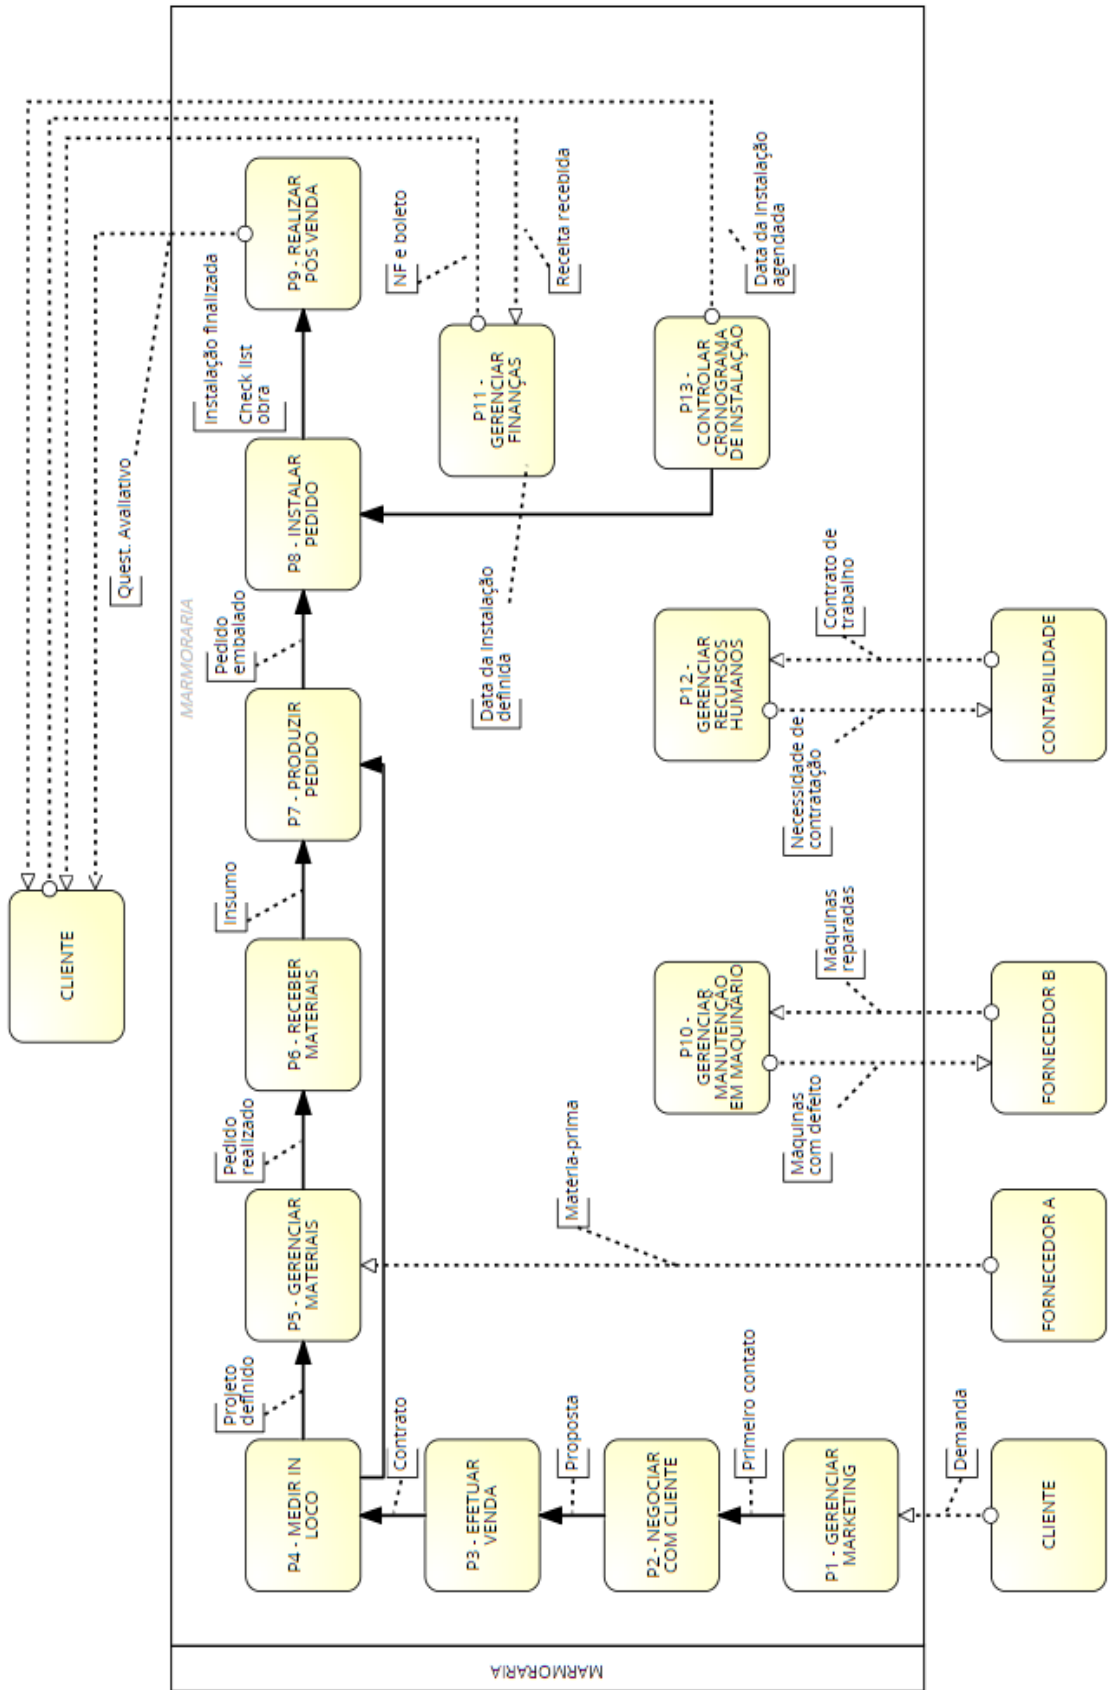 MARMORARIA
MARMORARIA
CLIENTE
Quest. Avaliativo
P4 - MEDIR IN
LOCO
Projeto
definido
P5 - GERENCIAR
MATERIAIS
Pedido
realizado
P6 - RECEBER
MATERIAIS
Insumo
P7 - PRODUZIR
PEDIDO
Pedido
embalado
P8 - INSTALAR
PEDIDO
Instalação finalizada
Check list
obra
P9 - REALIZAR
PÓS VENDA
Contrato
P3 - EFETUAR
VENDA
Proposta
P2 - NEGOCIAR
COM CLIENTE
Primeiro contato
P1 - GERENCIAR
MARKETING
Demanda
CLIENTE
Matéria-prima
FORNECEDOR A
NF e boleto
P11 -
GERENCIAR
FINANÇAS
Receita recebida
Data da Instalação
definida
P13 -
CONTROLAR
CRONOGRAMA
DE INSTALAÇÃO
Data da Instalação
agendada
P10 -
GERENCIAR
MANUTENÇÃO
EM MAQUINÁRIO
Máquinas
com defeito
Máquinas
reparadas
FORNECEDOR B
P12 -
GERENCIAR
RECURSOS
HUMANOS
Necessidade de
contratação
Contrato de
trabalho
CONTABILIDADE